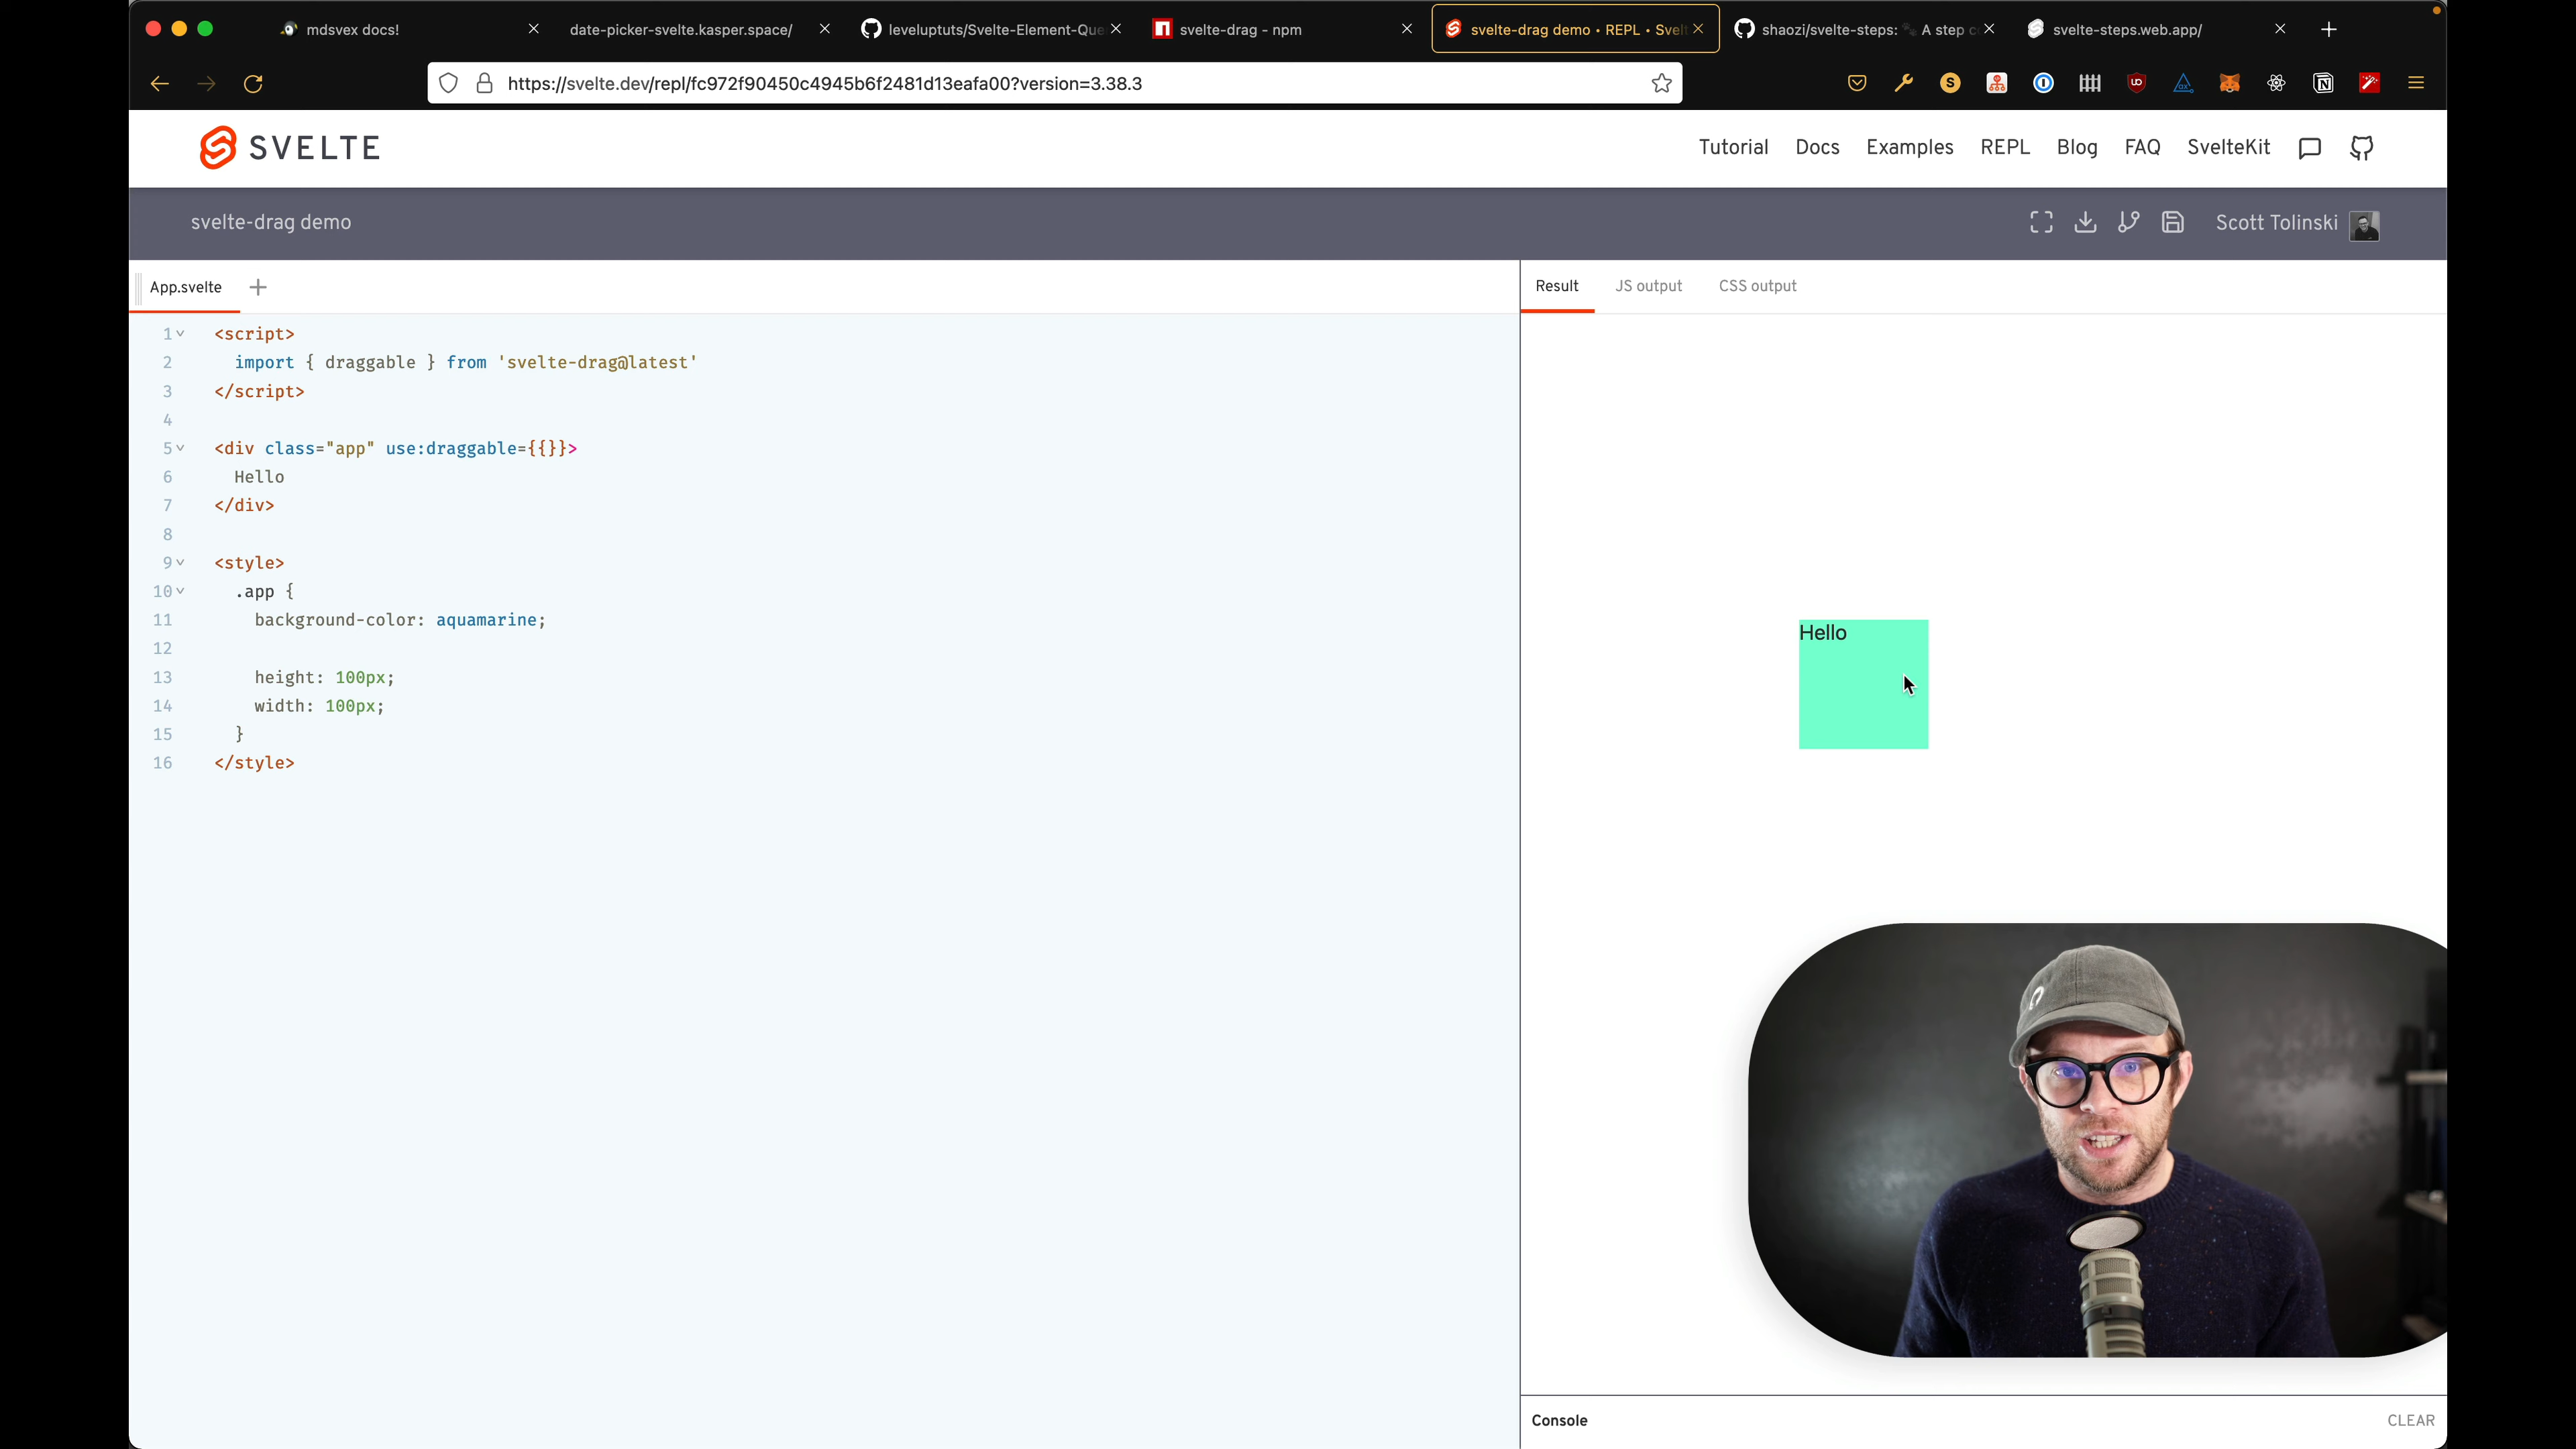 mdsvex docs!
date-picker-svelte.kasper.space/
leveluptuts/Svelte-Element-Que
svelte-drag - npm
svelte-drag demo • REPL • Svelt
shaozi/svelte-steps: 🐾 A step c
svelte-steps.web.app/
https://svelte.dev/repl/fc972f90450c4945b6f2481d13eafa00?version=3.38.3
SVELTE
Tutorial Docs Examples REPL Blog FAQ SvelteKit
svelte-drag demo
Scott Tolinski
App.svelte
Result JS output CSS output
1 <script>
2 import { draggable } from 'svelte-drag@latest'
3 </script>
4
5 <div class="app" use:draggable={{}}>
6 Hello
7 </div>
8
9 <style>
10 .app {
11 background-color: aquamarine;
12
13 height: 100px;
14 width: 100px;
15 }
16 </style>
Hello
Console
CLEAR